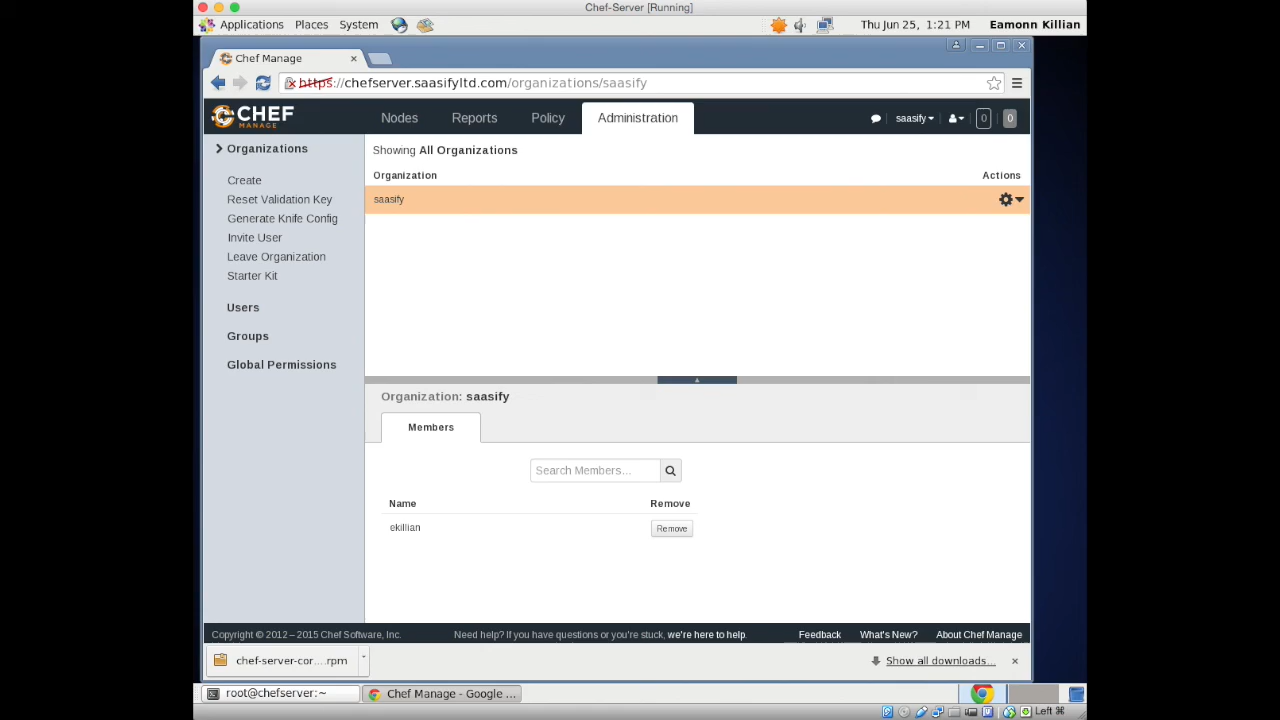 Chef-Server [Running]
Applications Places System Thu Jun 25, 1:21 PM Eamonn Killian
Chef Manage
https://chefserver.saasifyltd.com/organizations/saasify
CHEF MANAGE Nodes Reports Policy Administration saasify 0 0
Organizations
Create
Reset Validation Key
Generate Knife Config
Invite User
Leave Organization
Starter Kit
Users
Groups
Global Permissions
Showing All Organizations
Organization Actions
saasify
Organization: saasify
Members
Search Members...
Name Remove
ekillian Remove
Copyright © 2012 – 2015 Chef Software, Inc. Need help? If you have questions or you're stuck, we're here to help. Feedback What's New? About Chef Manage
chef-server-cor....rpm Show all downloads...
root@chefserver:~ Chef Manage - Google ...
Left ⌘